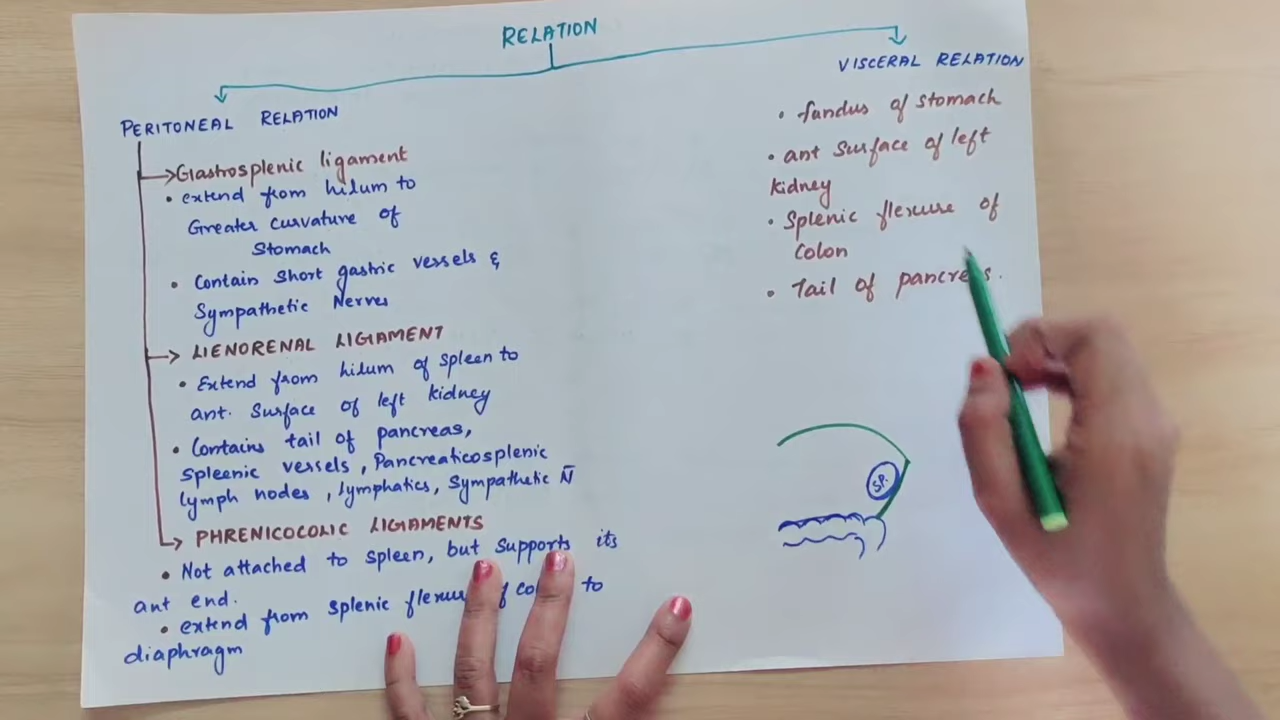 RELATION
PERITONEAL RELATION
Gastrosplenic ligament
• extend from hilum to
Greater curvature of
Stomach
• Contain short gastric vessels &
Sympathetic Nerves
LIENORENAL LIGAMENT
• Extend from hilum of spleen to
ant. Surface of left kidney
• Contains tail of pancreas,
spleenic vessels, Pancreaticosplenic
lymph nodes, lymphatics, Sympathetic N̄
PHRENICOCOLIC LIGAMENTS
• Not attached to spleen, but supports its
ant end.
• extend from splenic to
diaphragm
VISCERAL RELATION
• fundus of stomach
• ant surface of left
kidney
• Splenic flexure of
Colon
• Tail of pancreas.
SP.